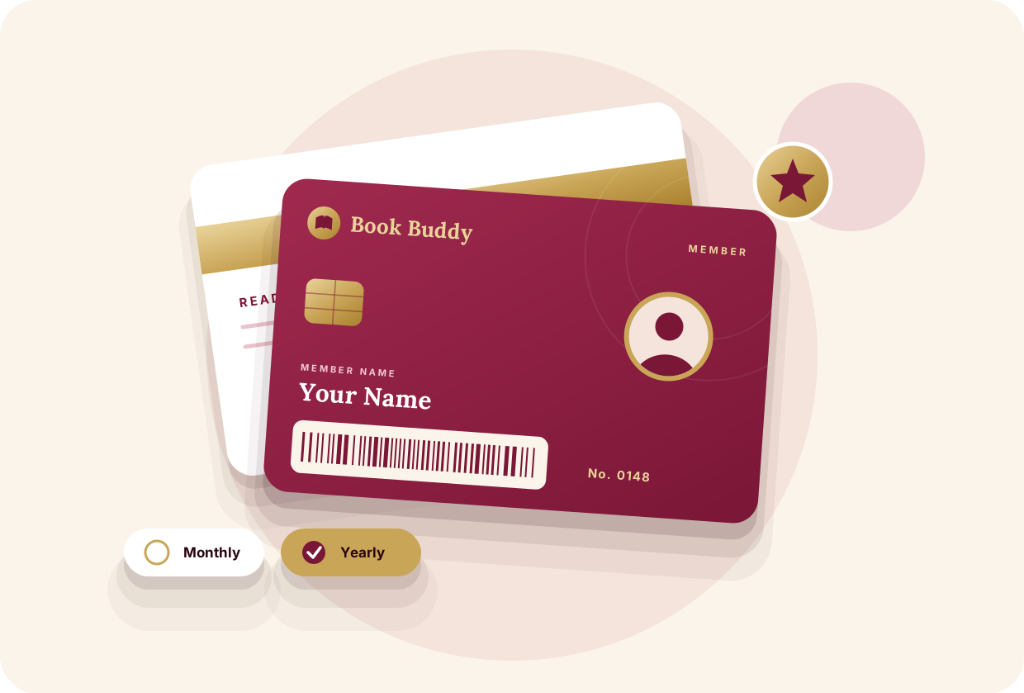 Book Buddy
MEMBER
READ
MEMBER NAME
Your Name
No. 0148
Monthly
Yearly